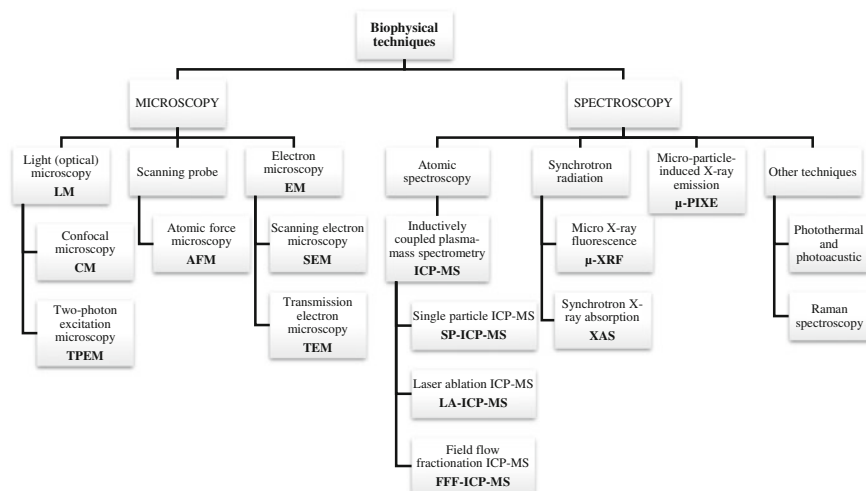 Biophysical
techniques
MICROSCOPY
SPECTROSCOPY
Light (optical)
microscopy
LM
Scanning probe
Electron
microscopy
EM
Atomic
spectroscopy
Synchrotron
radiation
Micro-particle-
induced X-ray
emission
μ-PIXE
Other techniques
Confocal
microscopy
CM
Atomic force
microscopy
AFM
Scanning electron
microscopy
SEM
Inductively
coupled plasma-
mass spectrometry
ICP-MS
Micro X-ray
fluorescence
μ-XRF
Photothermal and
photoacustic
Two-photon
excitation
microscopy
TPEM
Transmission
electron
microscopy
TEM
Single particle ICP-MS
SP-ICP-MS
Synchrotron X-
ray absorption
XAS
Raman
spectroscopy
Laser ablation ICP-MS
LA-ICP-MS
Field flow
fractionation ICP-MS
FFF-ICP-MS